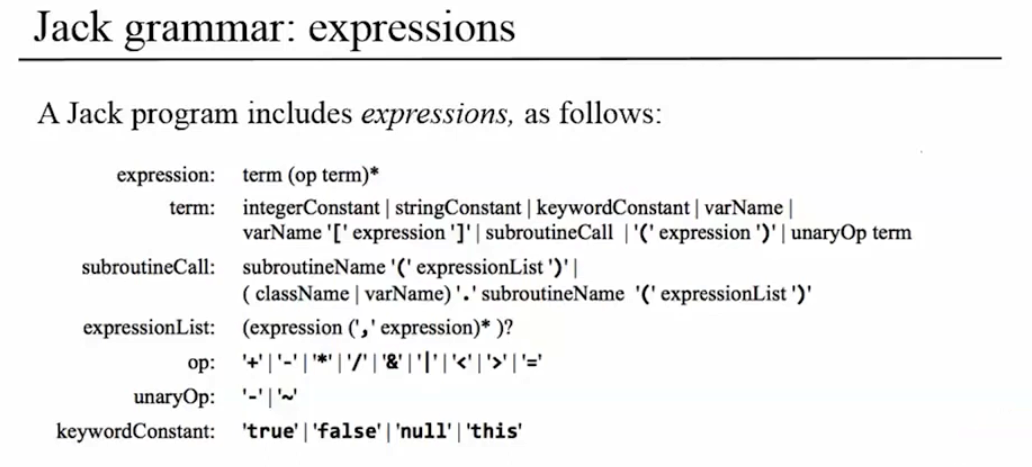 Jack grammar: expressions
A Jack program includes expressions, as follows:
expression: term (op term)*
term: integerConstant | stringConstant | keywordConstant | varName |
varName '[' expression ']' | subroutineCall | '(' expression ')' | unaryOp term
subroutineCall: subroutineName '(' expressionList ')' |
( className | varName) '.' subroutineName '(' expressionList ')'
expressionList: (expression (',' expression)* )?
op: '+' | '-' | '*' | '/' | '&' | '|' | '<' | '>' | '='
unaryOp: '-' | '~'
keywordConstant: 'true' | 'false' | 'null' | 'this'